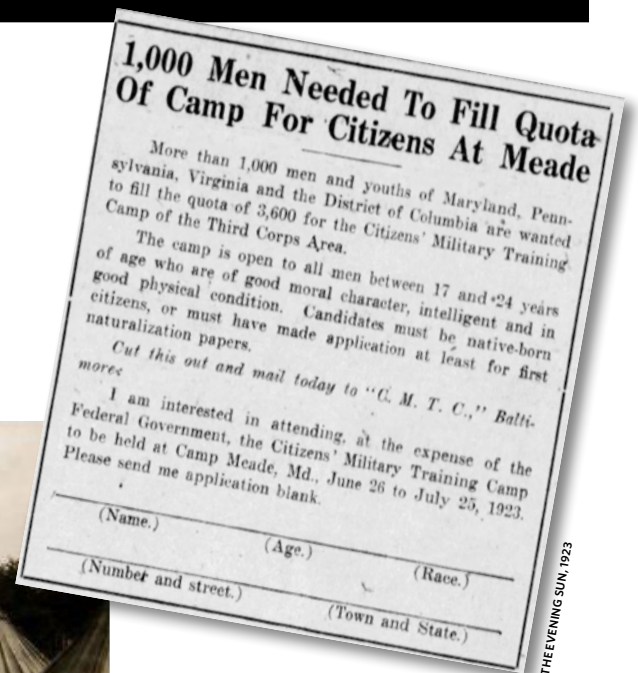 1,000 Men Needed To Fill Quota
Of Camp For Citizens At Meade
More than 1,000 men and youths of Maryland, Penn-
sylvania, Virginia and the District of Columbia are wanted
to fill the quota of 3,600 for the Citizens' Military Training
Camp of the Third Corps Area.
The camp is open to all men between 17 and 24 years
of age who are of good moral character, intelligent and in
good physical condition. Candidates must be native-born
citizens, or must have made application at least for first
naturalization papers.
Cut this out and mail today to "C. M. T. C.," Balti-
more:
I am interested in attending, at the expense of the
Federal Government, the Citizens' Military Training Camp
to be held at Camp Meade, Md., June 26 to July 25, 1923.
Please send me application blank.
(Name.) (Age.) (Race.)
(Number and street.) (Town and State.)
THE EVENING SUN, 1923